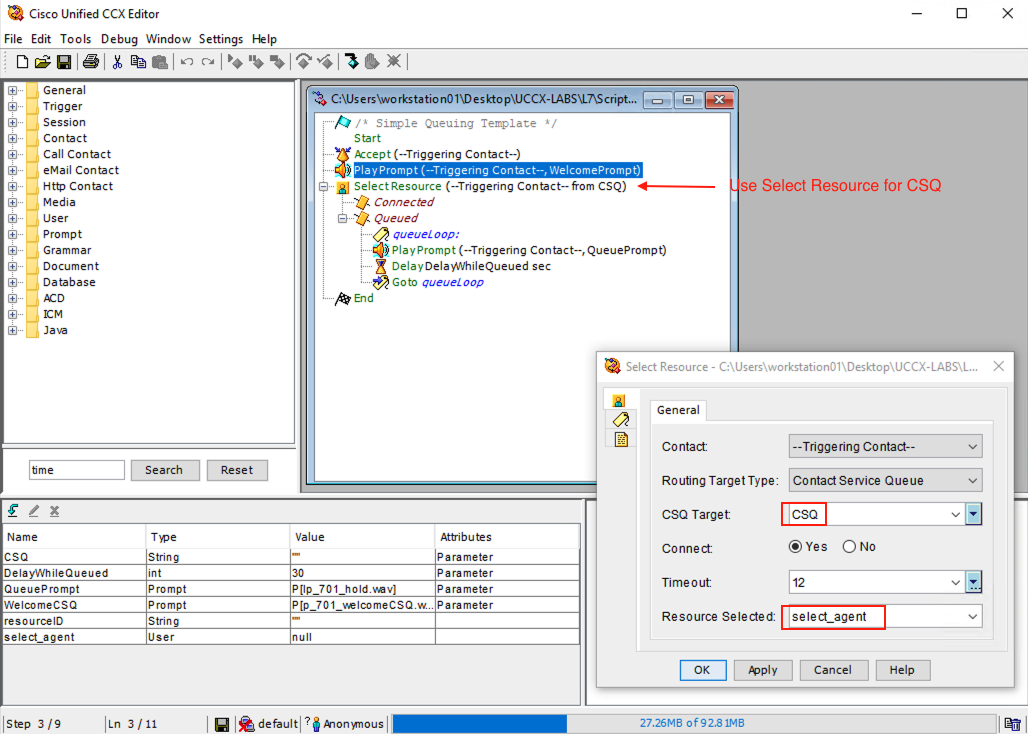 Cisco Unified CCX Editor
File Edit Tools Debug Window Settings Help
General
Trigger
Session
Contact
Call Contact
eMail Contact
Http Contact
Media
User
Prompt
Grammar
Document
Database
ACD
ICM
Java
time Search Reset
C:\Users\workstation01\Desktop\UCCX-LABS\L7\Script...
/* Simple Queuing Template */
Start
Accept (--Triggering Contact--)
Play Prompt (--Triggering Contact--, WelcomePrompt)
Select Resource (--Triggering Contact-- from CSQ)
Use Select Resource for CSQ
Connected
Queued
queueLoop:
Play Prompt (--Triggering Contact--, QueuePrompt)
Delay DelayWhileQueued sec
Goto queueLoop
End
Name Type Value Attributes
CSQ String "" Parameter
DelayWhileQueued int 30 Parameter
QueuePrompt Prompt P[lp_701_hold.wav] Parameter
WelcomeCSQ Prompt P[p_701_welcomeCSQ.w... Parameter
resourceID String ""
select_agent User null
Select Resource - C:\Users\workstation01\Desktop\UCCX-LABS\L...
General
Contact: --Triggering Contact--
Routing Target Type: Contact Service Queue
CSQ Target: CSQ
Connect: Yes No
Timeout: 12
Resource Selected: select_agent
OK Apply Cancel Help
Step 3 / 9 Ln 3 / 11 default ? Anonymous 27.26MB of 92.81MB